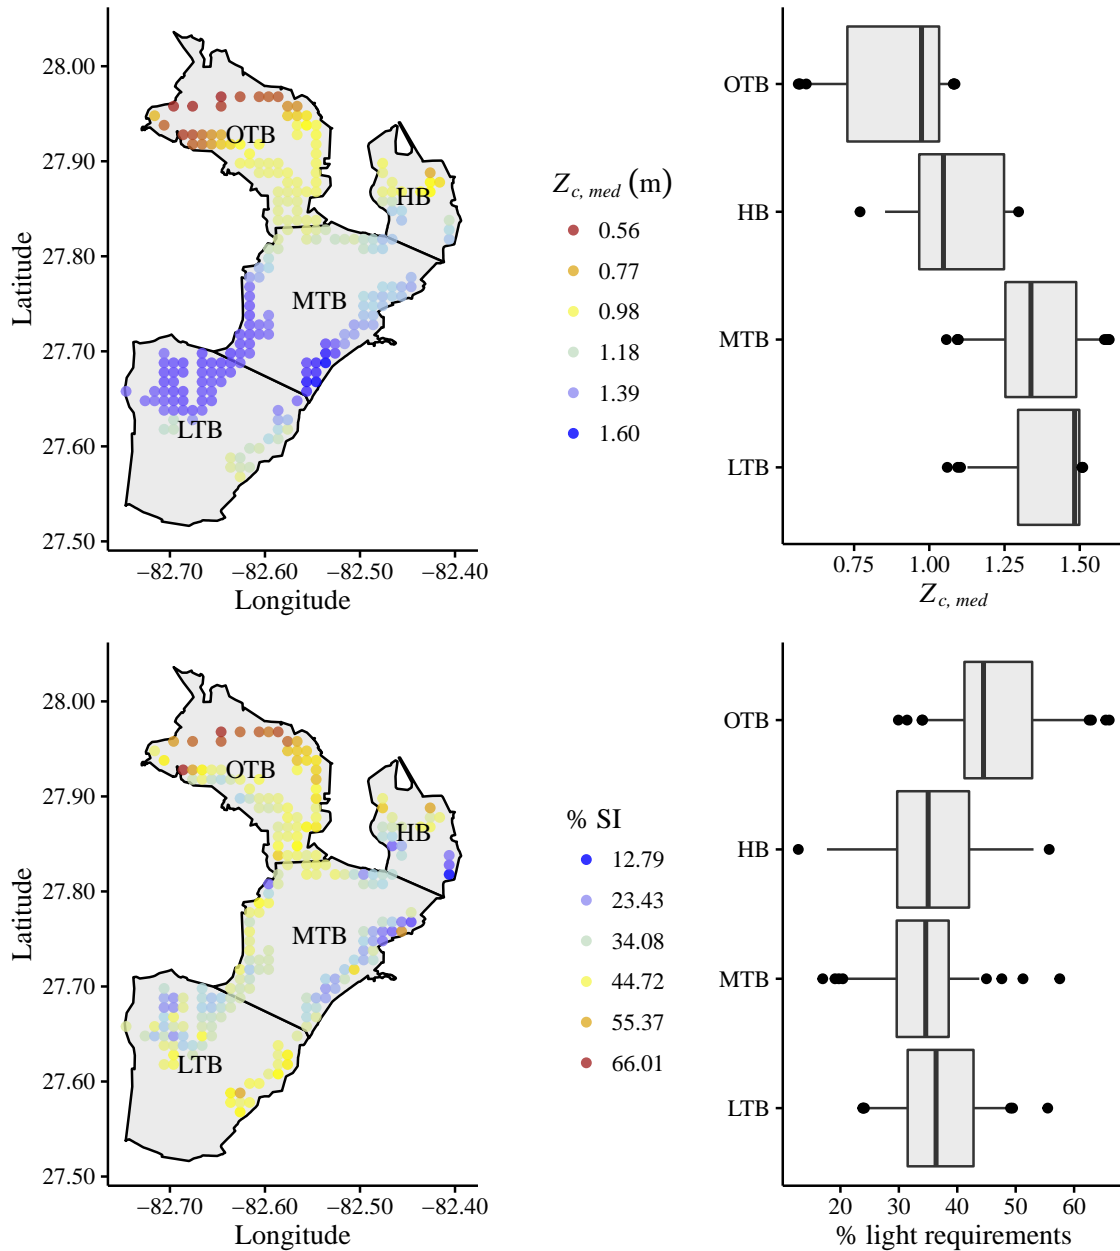 28.00
27.90
27.80
27.70
27.60
27.50
Latitude
OTB
HB
MTB
LTB
−82.70
−82.60
−82.50
−82.40
Longitude
Zc, med (m)
0.56
0.77
0.98
1.18
1.39
1.60
OTB
HB
MTB
LTB
0.75
1.00
1.25
1.50
Zc, med
28.00
27.90
27.80
27.70
27.60
27.50
Latitude
OTB
HB
MTB
LTB
−82.70
−82.60
−82.50
−82.40
Longitude
% SI
12.79
23.43
34.08
44.72
55.37
66.01
OTB
HB
MTB
LTB
20
30
40
50
60
% light requirements